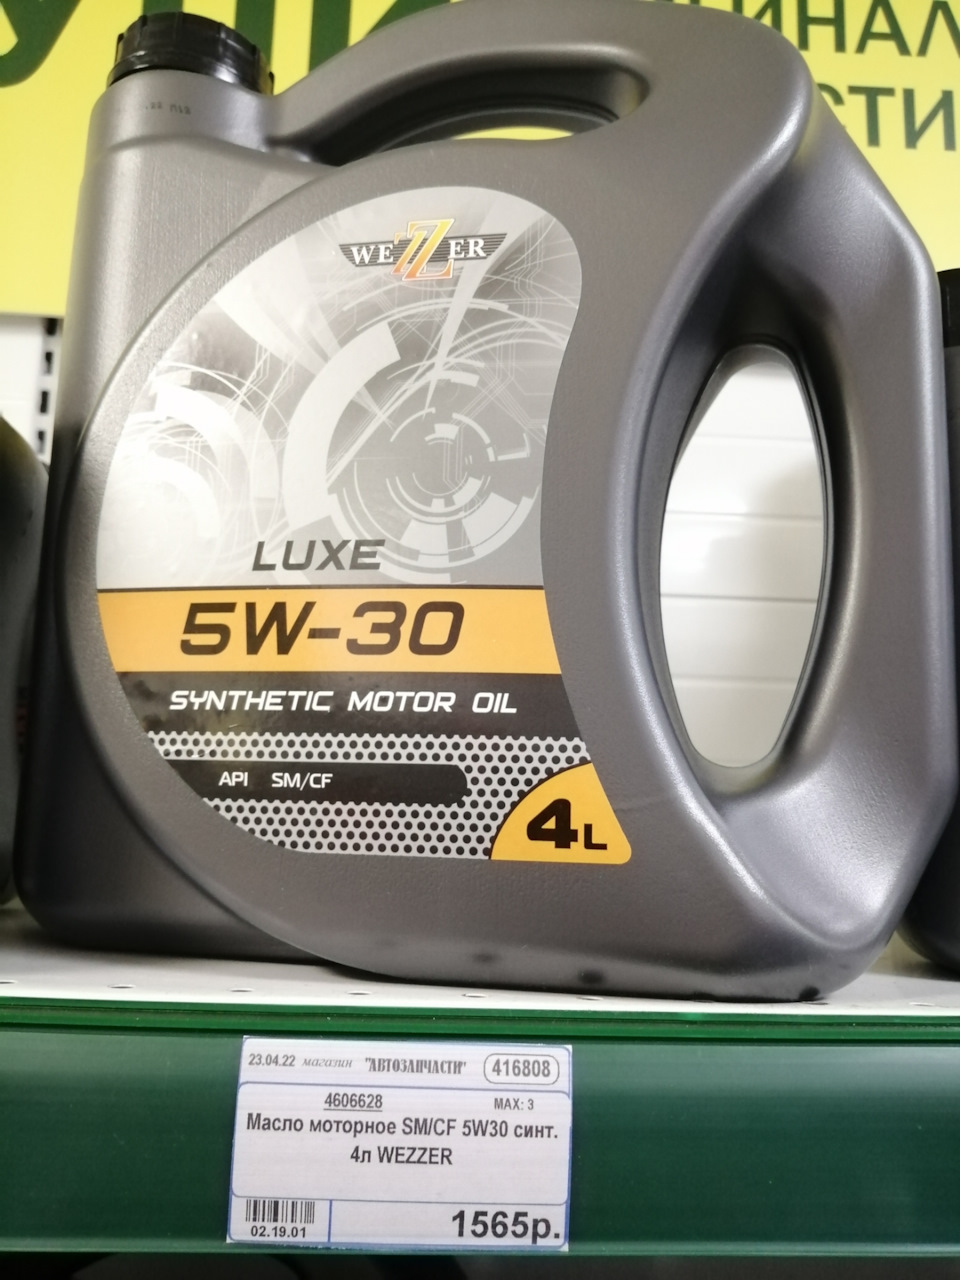 WEZZER
LUXE
5W-30
SYNTHETIC MOTOR OIL
API SM/CF
4L
23.04.22 магазин "АВТОЗАПЧАСТИ" 416808
4606628 MAX: 3
Масло моторное SM/CF 5W30 синт.
4л WEZZER
02.19.01
1565р.